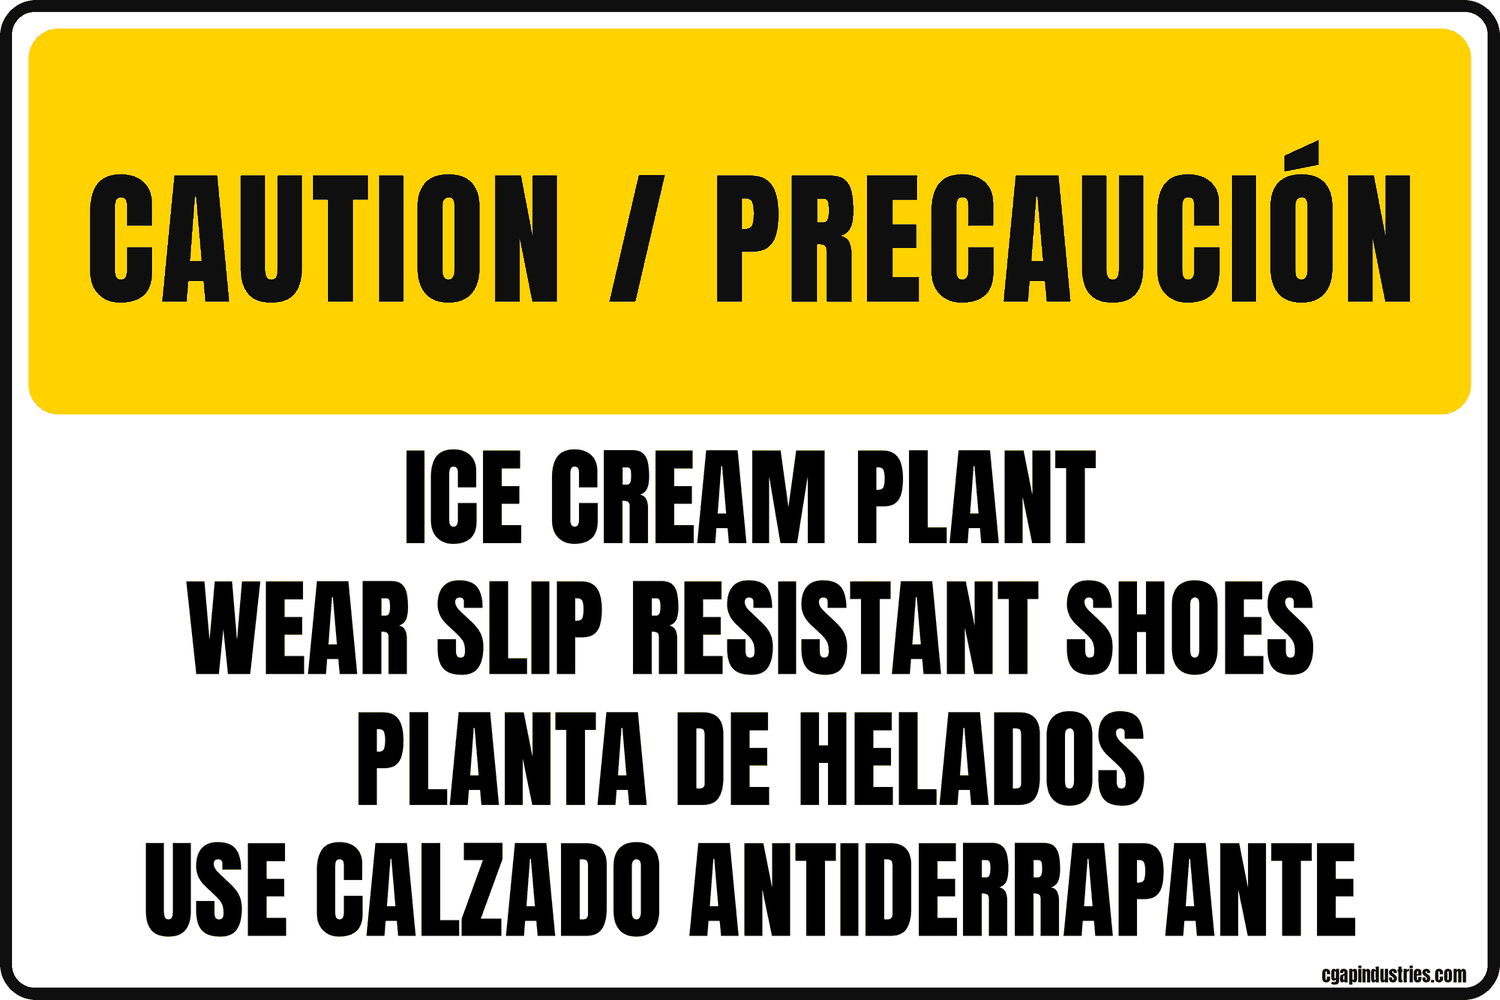 CAUTION / PRECAUCIÓN
ICE CREAM PLANT
WEAR SLIP RESISTANT SHOES
PLANTA DE HELADOS
USE CALZADO ANTIDERRAPANTE
cgapindustries.com